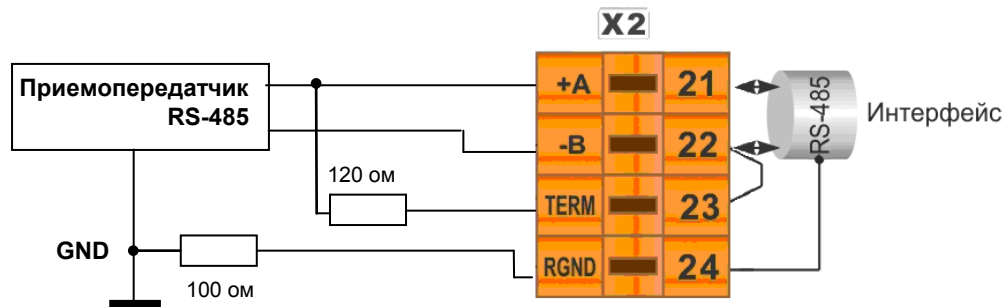 X2
Приемопередатчик
RS-485
+A
21
-B
22
TERM
23
RGND
24
RS-485
Интерфейс
120 ом
GND
100 ом